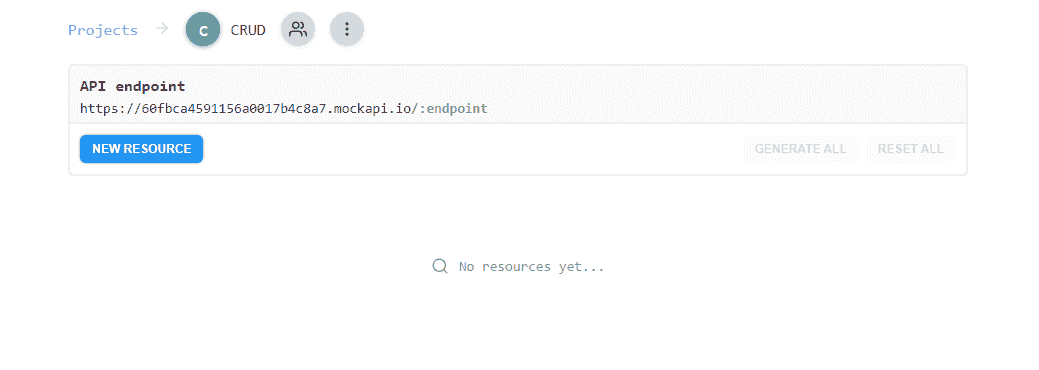 Projects → C CRUD
API endpoint
https://60fbca4591156a0017b4c8a7.mockapi.io/:endpoint
NEW RESOURCE GENERATE ALL RESET ALL
No resources yet...